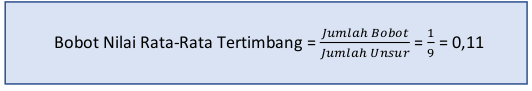 Bobot Nilai Rata-Rata Tertimbang = Jumlah Bobot / Jumlah Unsur = 1 / 9 = 0,11